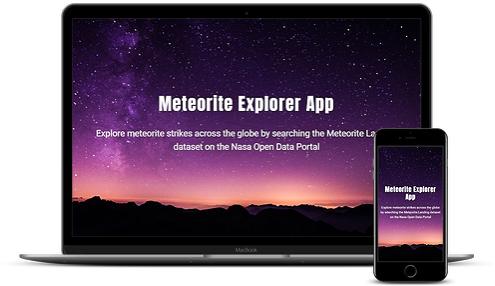 Meteorite Explorer App
Explore meteorite strikes across the globe by searching the Meteorite La
dataset on the Nasa Open Data Portal
MacBook
Meteorite Explorer
App
Explore meteorite strikes across the globe
by searching the Meteorite Landing dataset
on the Nasa Open Data Portal